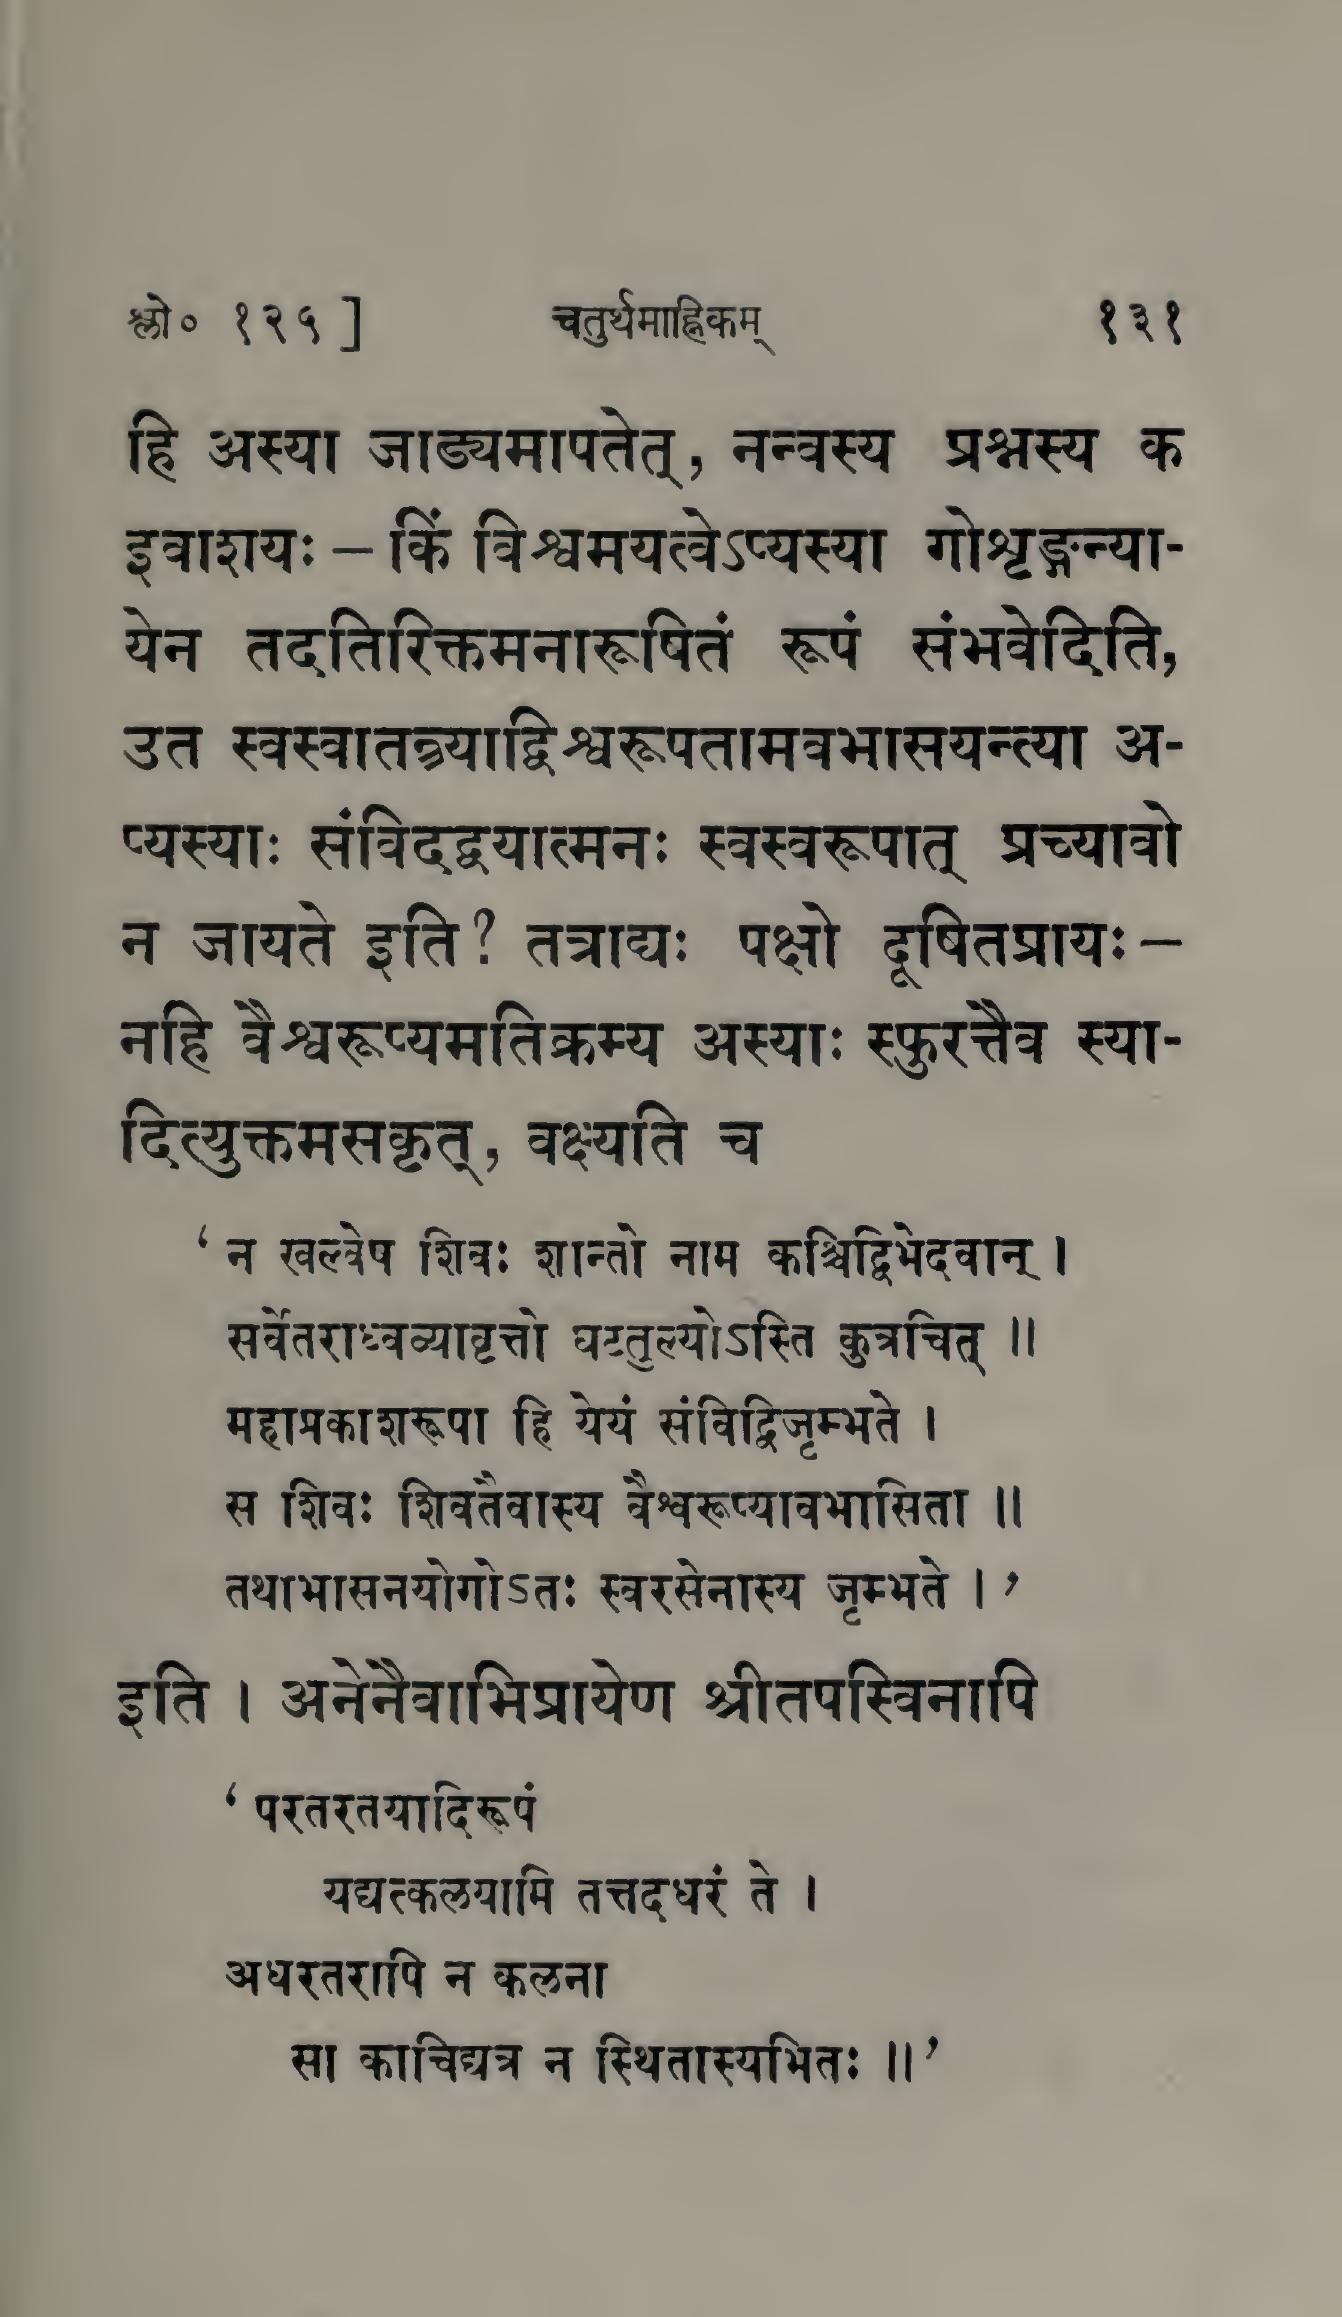 श्लो० १२५ ] चतुर्थमाह्निकम् १३१
हि अस्या जाड्यमापतेत्, नन्वस्य प्रश्नस्य क
इवाशयः – किं विश्वमयत्वेऽप्यस्या गोशृङ्गन्या-
येन तदतिरिक्तमनारूषितं रूपं संभवेदिति,
उत स्वस्वातन्त्र्याद्विश्वरूपतामवभासयन्त्या अ-
प्यस्याः संविदद्वयात्मनः स्वस्वरूपात् प्रच्यावो
न जायते इति? तत्राद्यः पक्षो दूषितप्रायः –
नहि वैश्वरूप्यमतिक्रम्य अस्याः स्फुरत्तैव स्या-
दित्युक्तमसकृत्, वक्ष्यति च
‘ न खल्वेष शिवः शान्तो नाम कश्चिद्विभेदवान् ।
सर्वेतराध्वव्यावृत्तो घटतुल्योऽस्ति कुत्रचित् ॥
महाप्रकाशरूपा हि येयं संविद्विजृम्भते ।
स शिवः शिवतैवास्य वैश्वरूप्यावभासिता ॥
तथाभासनयोगोऽतः स्वरसेनास्य जृम्भते । ’
इति । अनेनैवाभिप्रायेण श्रीतपस्विनापि
‘ परतरतयादिरूपं
यद्यत्कलयामि तत्तदधरं ते ।
अधरतरापि न कलना
सा काचिद्यत्र न स्थितास्यभितः ॥ ’